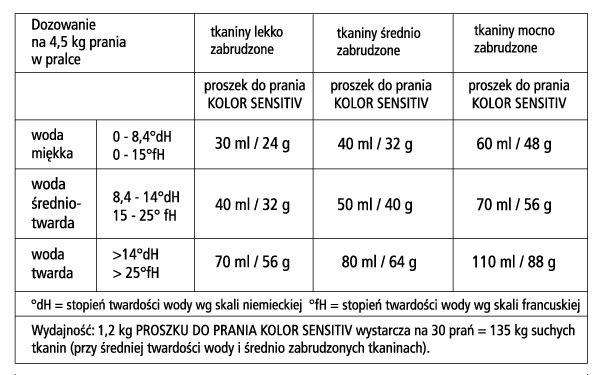 Dozowanie
na 4,5 kg prania
w pralce
tkaniny lekko
zabrudzone
tkaniny średnio
zabrudzone
tkaniny mocno
zabrudzone
proszek do prania
KOLOR SENSITIV
proszek do prania
KOLOR SENSITIV
proszek do prania
KOLOR SENSITIV
woda
miękka
0 - 8,4°dH
0 - 15°fH
30 ml / 24 g
40 ml / 32 g
60 ml / 48 g
woda
średnio-
twarda
8,4 - 14°dH
15 - 25° fH
40 ml / 32 g
50 ml / 40 g
70 ml / 56 g
woda
twarda
>14°dH
> 25°fH
70 ml / 56 g
80 ml / 64 g
110 ml / 88 g
°dH = stopień twardości wody wg skali niemieckiej °fH = stopień twardości wody wg skali francuskiej
Wydajność: 1,2 kg PROSZKU DO PRANIA KOLOR SENSITIV wystarcza na 30 prań = 135 kg suchych
tkanin (przy średniej twardości wody i średnio zabrudzonych tkaninach).